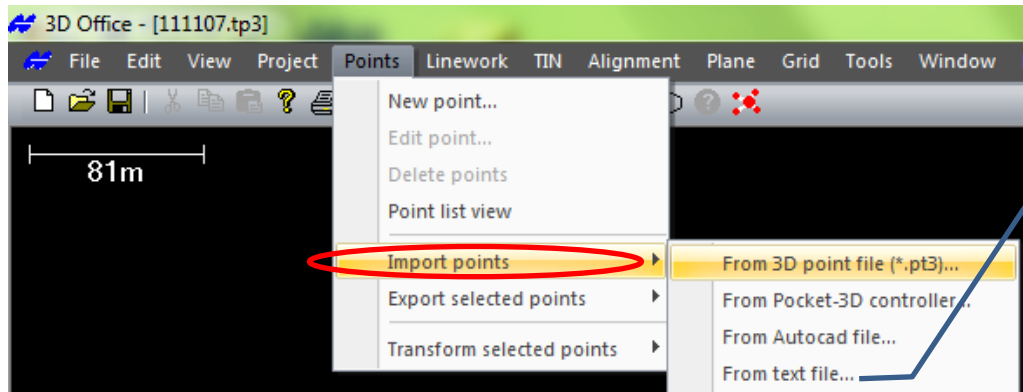 3D Office - [111107.tp3]
File Edit View Project Points Linework TIN Alignment Plane Grid Tools Window
New point...
81m
Edit point...
Delete points
Point list view
Import points
From 3D point file (*.pt3)...
Export selected points
From Pocket-3D controller...
From Autocad file...
Transform selected points
From text file...